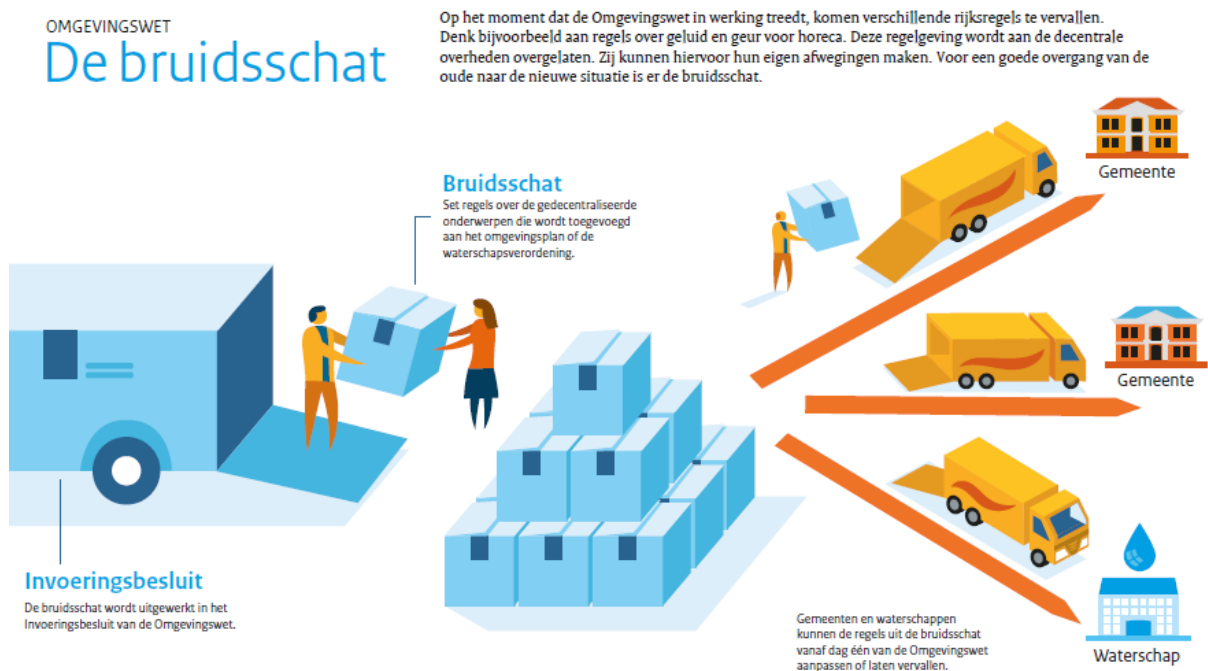 OMGEVINGSWET
De bruidsschat
Op het moment dat de Omgevingswet in werking treedt, komen verschillende rijksregels te vervallen.
Denk bijvoorbeeld aan regels over geluid en geur voor horeca. Deze regelgeving wordt aan de decentrale
overheden overgelaten. Zij kunnen hiervoor hun eigen afwegingen maken. Voor een goede overgang van de
oude naar de nieuwe situatie is er de bruidsschat.
Bruidsschat
Set regels over de gedecentraliseerde
onderwerpen die wordt toegevoegd
aan het omgevingsplan of de
waterschapsverordening.
Gemeente
Gemeente
Invoeringsbesluit
De bruidsschat wordt uitgewerkt in het
Invoeringsbesluit van de Omgevingswet.
Gemeenten en waterschappen
kunnen de regels uit de bruidsschat
vanaf dag één van de Omgevingswet
aanpassen of laten vervallen.
Waterschap